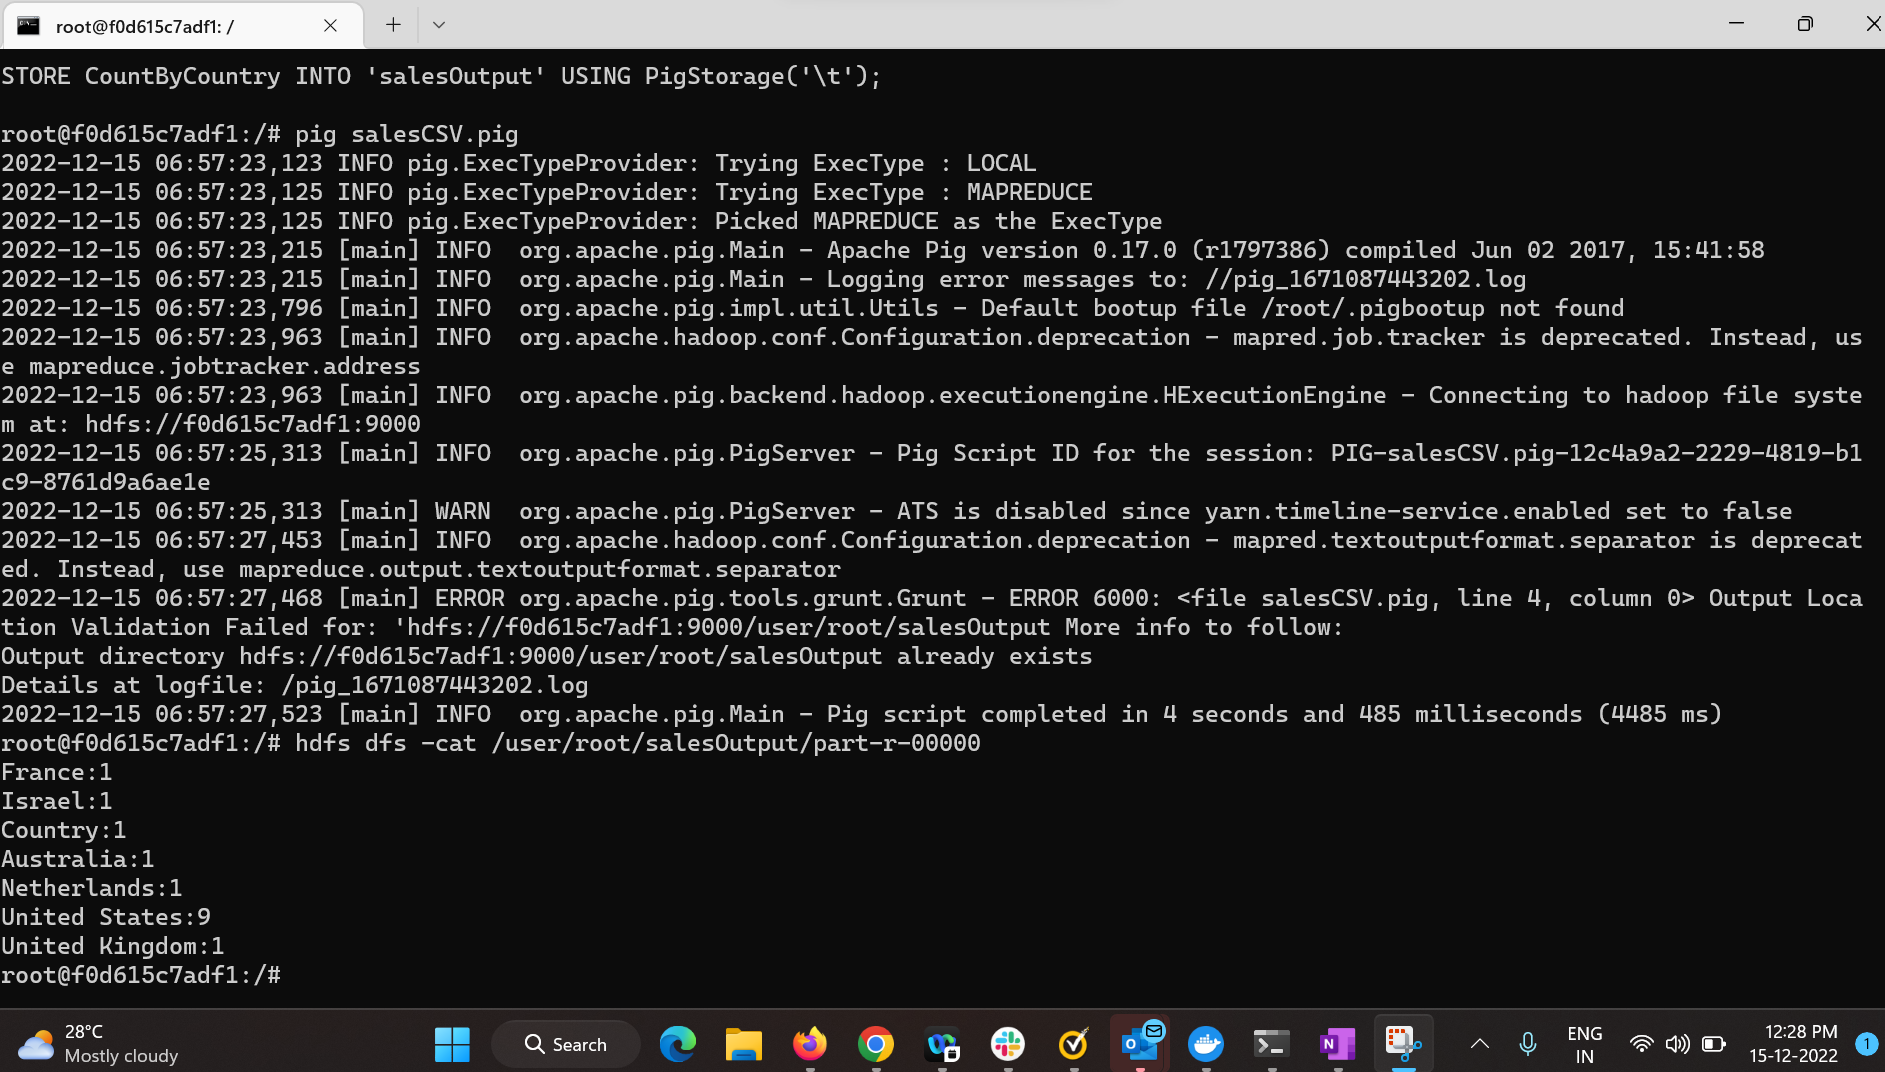 root@f0d615c7adf1: /
STORE CountByCountry INTO 'salesOutput' USING PigStorage('\t');
root@f0d615c7adf1:/# pig salesCSV.pig
2022-12-15 06:57:23,123 INFO pig.ExecTypeProvider: Trying ExecType : LOCAL
2022-12-15 06:57:23,125 INFO pig.ExecTypeProvider: Trying ExecType : MAPREDUCE
2022-12-15 06:57:23,125 INFO pig.ExecTypeProvider: Picked MAPREDUCE as the ExecType
2022-12-15 06:57:23,215 [main] INFO  org.apache.pig.Main - Apache Pig version 0.17.0 (r1797386) compiled Jun 02 2017, 15:41:58
2022-12-15 06:57:23,215 [main] INFO  org.apache.pig.Main - Logging error messages to: //pig_1671087443202.log
2022-12-15 06:57:23,796 [main] INFO  org.apache.pig.impl.util.Utils - Default bootup file /root/.pigbootup not found
2022-12-15 06:57:23,963 [main] INFO  org.apache.hadoop.conf.Configuration.deprecation - mapred.job.tracker is deprecated. Instead, us
e mapreduce.jobtracker.address
2022-12-15 06:57:23,963 [main] INFO  org.apache.pig.backend.hadoop.executionengine.HExecutionEngine - Connecting to hadoop file syste
m at: hdfs://f0d615c7adf1:9000
2022-12-15 06:57:25,313 [main] INFO  org.apache.pig.PigServer - Pig Script ID for the session: PIG-salesCSV.pig-12c4a9a2-2229-4819-b1
c9-8761d9a6ae1e
2022-12-15 06:57:25,313 [main] WARN  org.apache.pig.PigServer - ATS is disabled since yarn.timeline-service.enabled set to false
2022-12-15 06:57:27,453 [main] INFO  org.apache.hadoop.conf.Configuration.deprecation - mapred.textoutputformat.separator is deprecat
ed. Instead, use mapreduce.output.textoutputformat.separator
2022-12-15 06:57:27,468 [main] ERROR org.apache.pig.tools.grunt.Grunt - ERROR 6000: <file salesCSV.pig, line 4, column 0> Output Loca
tion Validation Failed for: 'hdfs://f0d615c7adf1:9000/user/root/salesOutput More info to follow:
Output directory hdfs://f0d615c7adf1:9000/user/root/salesOutput already exists
Details at logfile: /pig_1671087443202.log
2022-12-15 06:57:27,523 [main] INFO  org.apache.pig.Main - Pig script completed in 4 seconds and 485 milliseconds (4485 ms)
root@f0d615c7adf1:/# hdfs dfs -cat /user/root/salesOutput/part-r-00000
France:1
Israel:1
Country:1
Australia:1
Netherlands:1
United States:9
United Kingdom:1
root@f0d615c7adf1:/#
28°C
Mostly cloudy
Search
ENG
IN
12:28 PM
15-12-2022
1